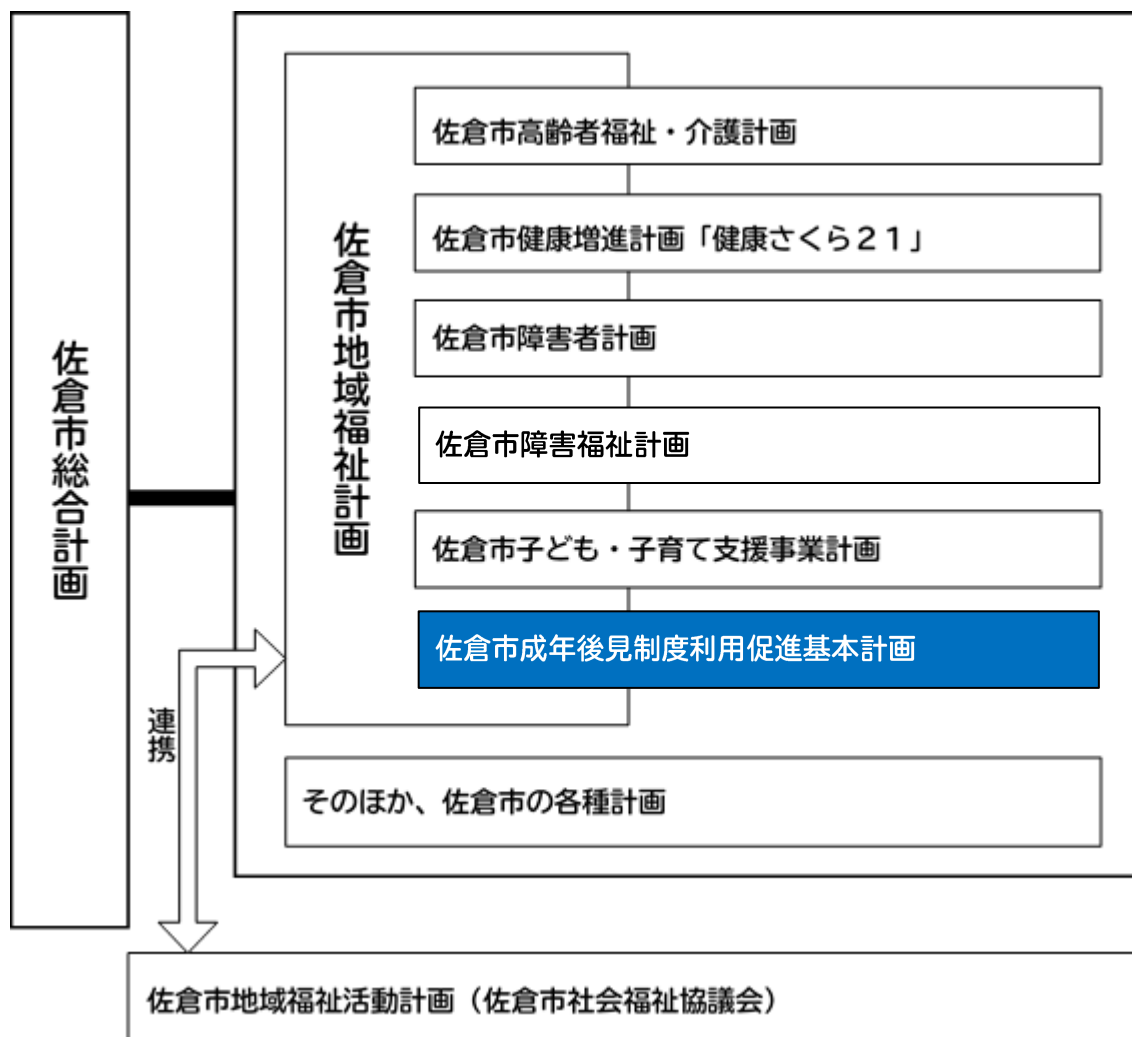 佐倉市総合計画
佐倉市地域福祉計画
佐倉市高齢者福祉・介護計画
佐倉市健康増進計画「健康さくら２１」
佐倉市障害者計画
佐倉市障害福祉計画
佐倉市子ども・子育て支援事業計画
佐倉市成年後見制度利用促進基本計画
連携
そのほか、佐倉市の各種計画
佐倉市地域福祉活動計画（佐倉市社会福祉協議会）